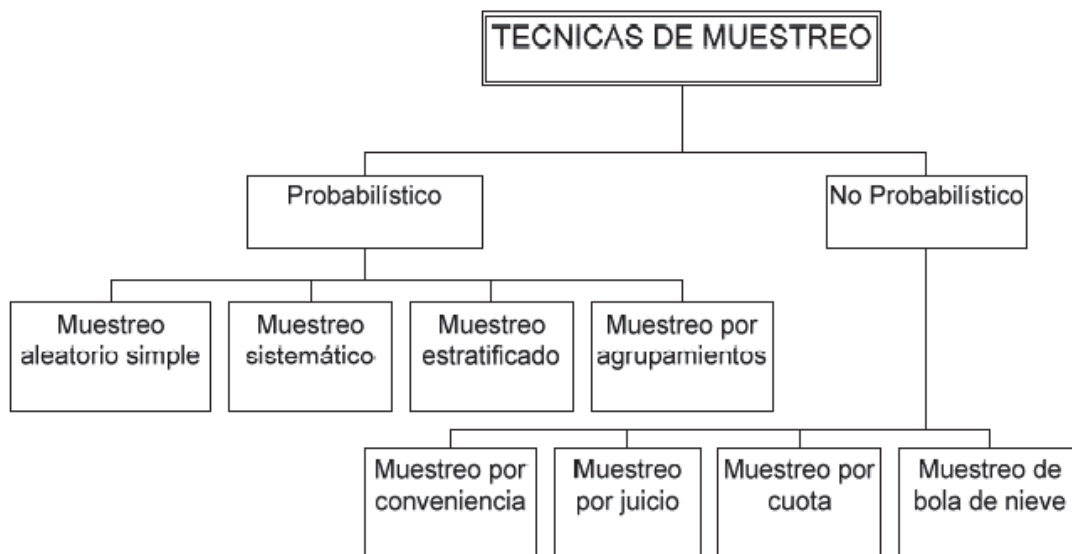 TECNICAS DE MUESTREO
Probabilístico
No Probabilístico
Muestreo
aleatorio simple
Muestreo
sistemático
Muestreo
estratificado
Muestreo por
agrupamientos
Muestreo por
conveniencia
Muestreo
por juicio
Muestreo por
cuota
Muestreo de
bola de nieve